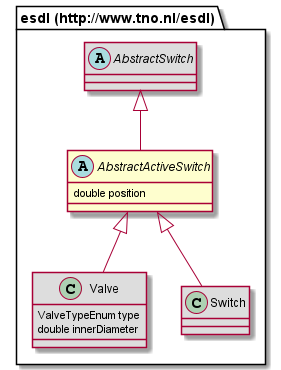 esdl (http://www.tno.nl/esdl)
A AbstractSwitch
A AbstractActiveSwitch
double position
C Valve
ValveTypeEnum type
double innerDiameter
C Switch